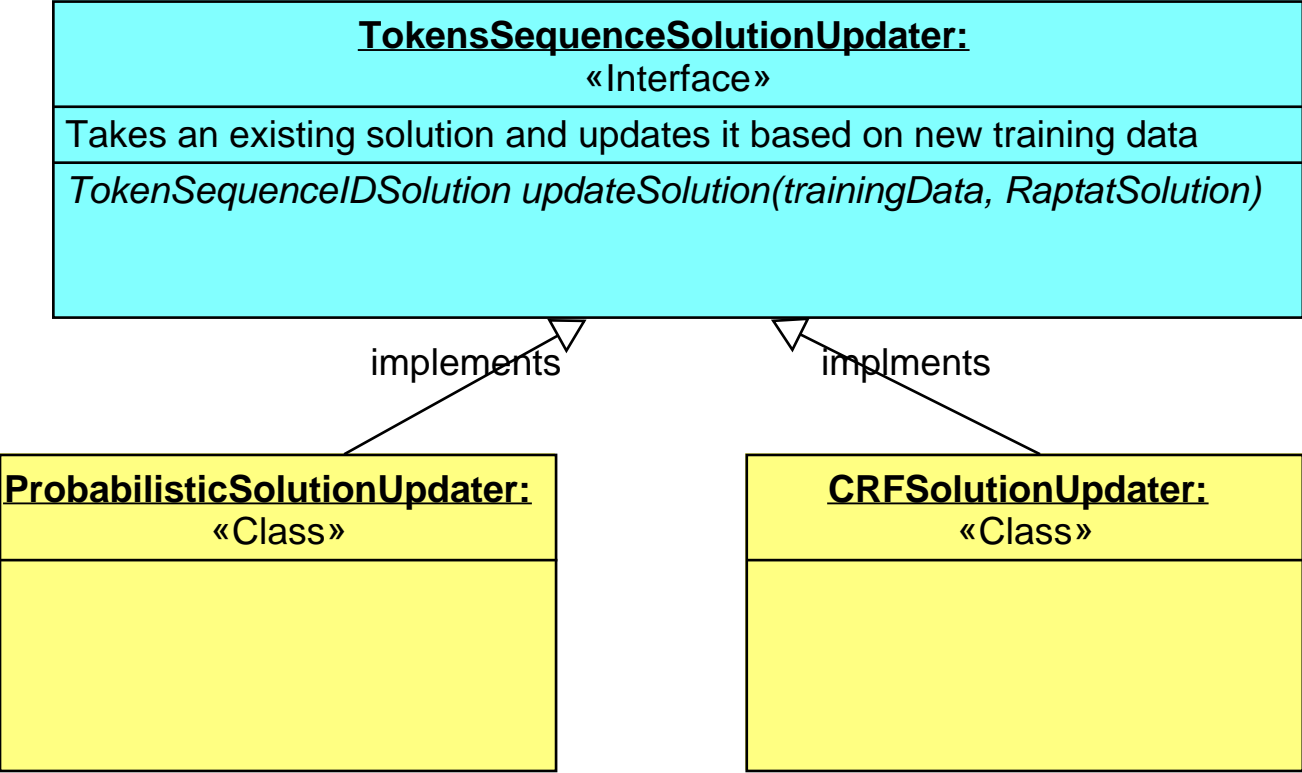 TokensSequenceSolutionUpdater:
«Interface»
Takes an existing solution and updates it based on new training data
TokenSequenceIDSolution updateSolution(trainingData, RaptatSolution)
implements
implments
ProbabilisticSolutionUpdater:
«Class»
CRFSolutionUpdater:
«Class»